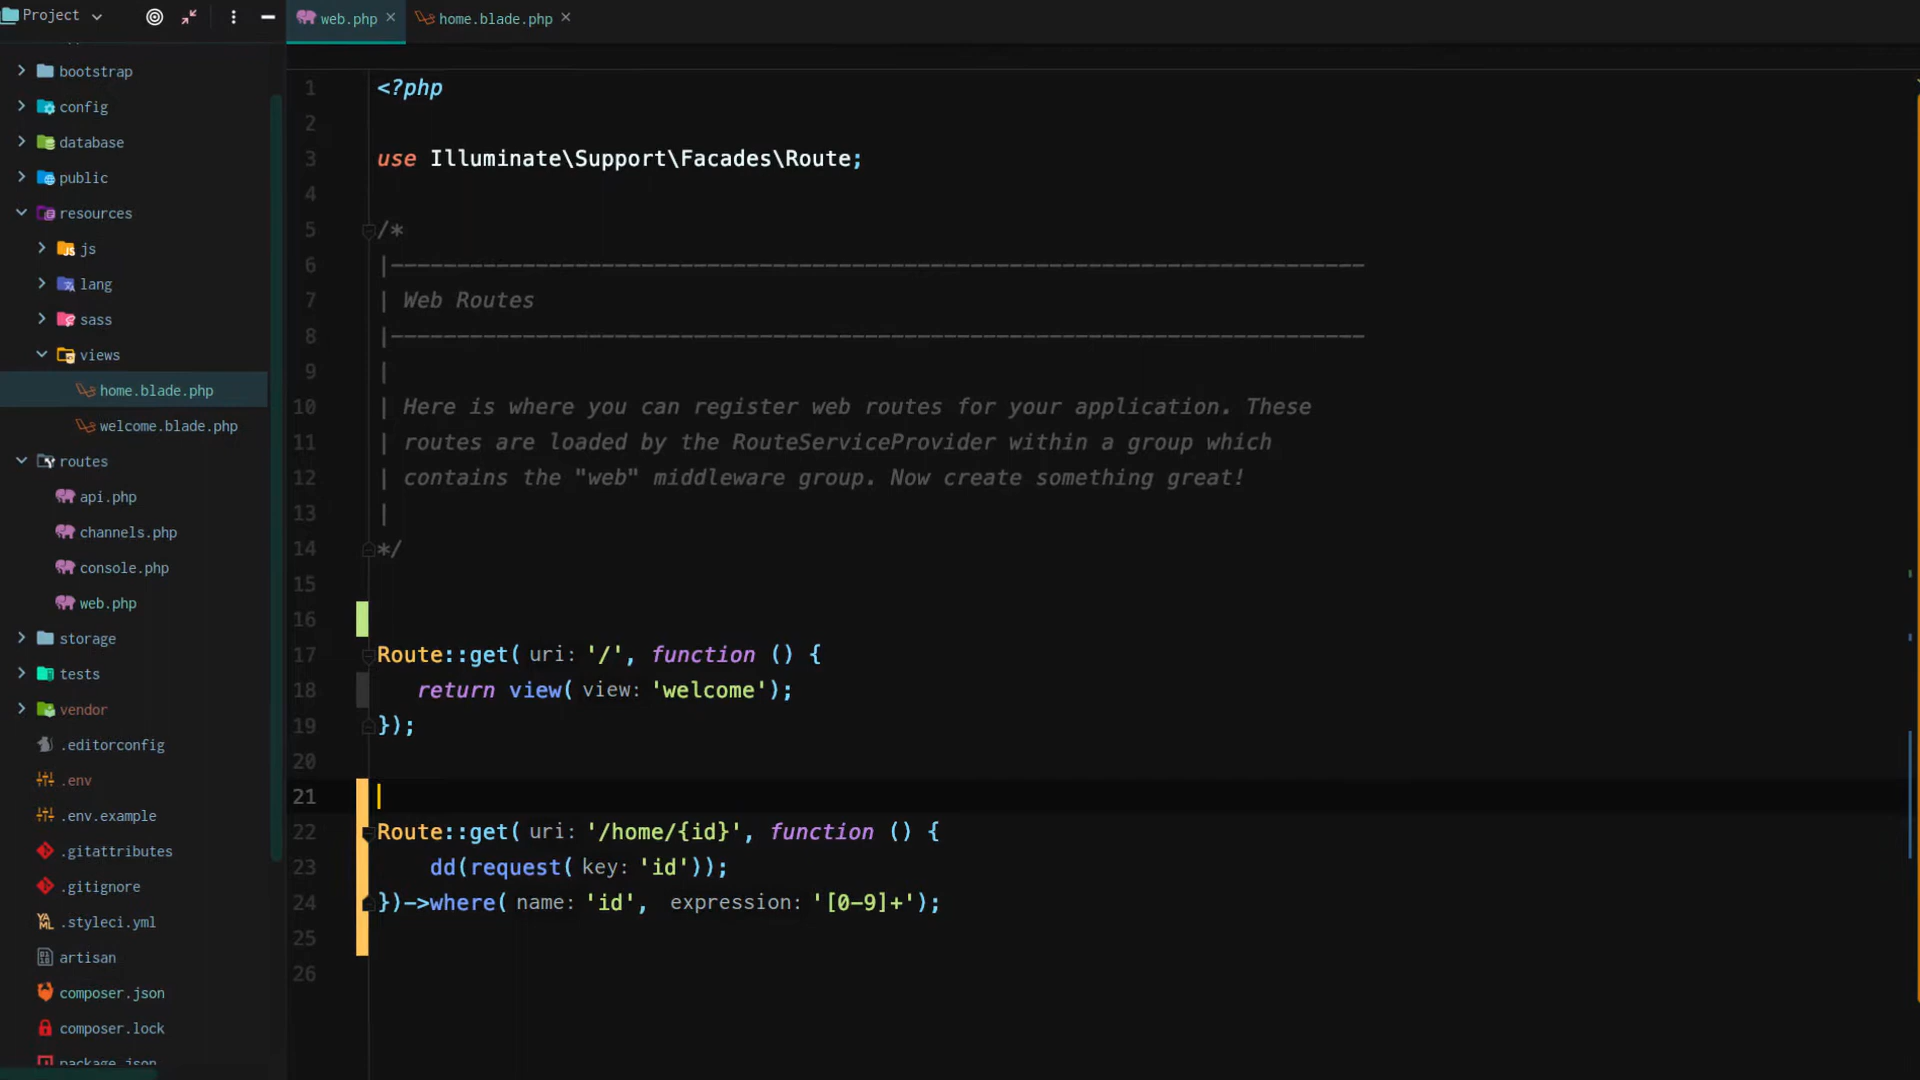 Project
web.php
home.blade.php
bootstrap
config
database
public
resources
js
lang
sass
views
home.blade.php
welcome.blade.php
routes
api.php
channels.php
console.php
web.php
storage
tests
vendor
.editorconfig
.env
.env.example
.gitattributes
.gitignore
.styleci.yml
artisan
composer.json
composer.lock
package.json
1 <?php
2
3 use Illuminate\Support\Facades\Route;
4
5 /*
6 |--------------------------------------------------------------------------
7 | Web Routes
8 |--------------------------------------------------------------------------
9 |
10 | Here is where you can register web routes for your application. These
11 | routes are loaded by the RouteServiceProvider within a group which
12 | contains the "web" middleware group. Now create something great!
13 |
14 */
15
16
17 Route::get( uri: '/', function () {
18 return view( view: 'welcome');
19 });
20
21
22 Route::get( uri: '/home/{id}', function () {
23 dd(request( key: 'id'));
24 })->where( name: 'id', expression: '[0-9]+');
25
26